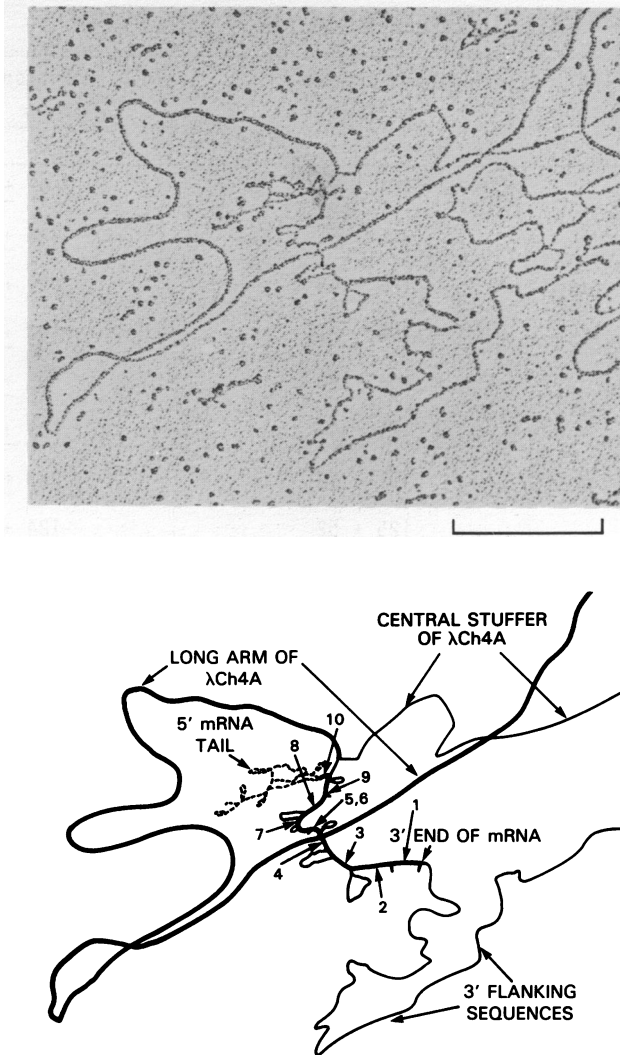 CENTRAL STUFFER
OF λCh4A
LONG ARM OF
λCh4A
5' mRNA
TAIL
10
8
9
5,6
7
4
3
1
3' END OF mRNA
2
3' FLANKING
SEQUENCES